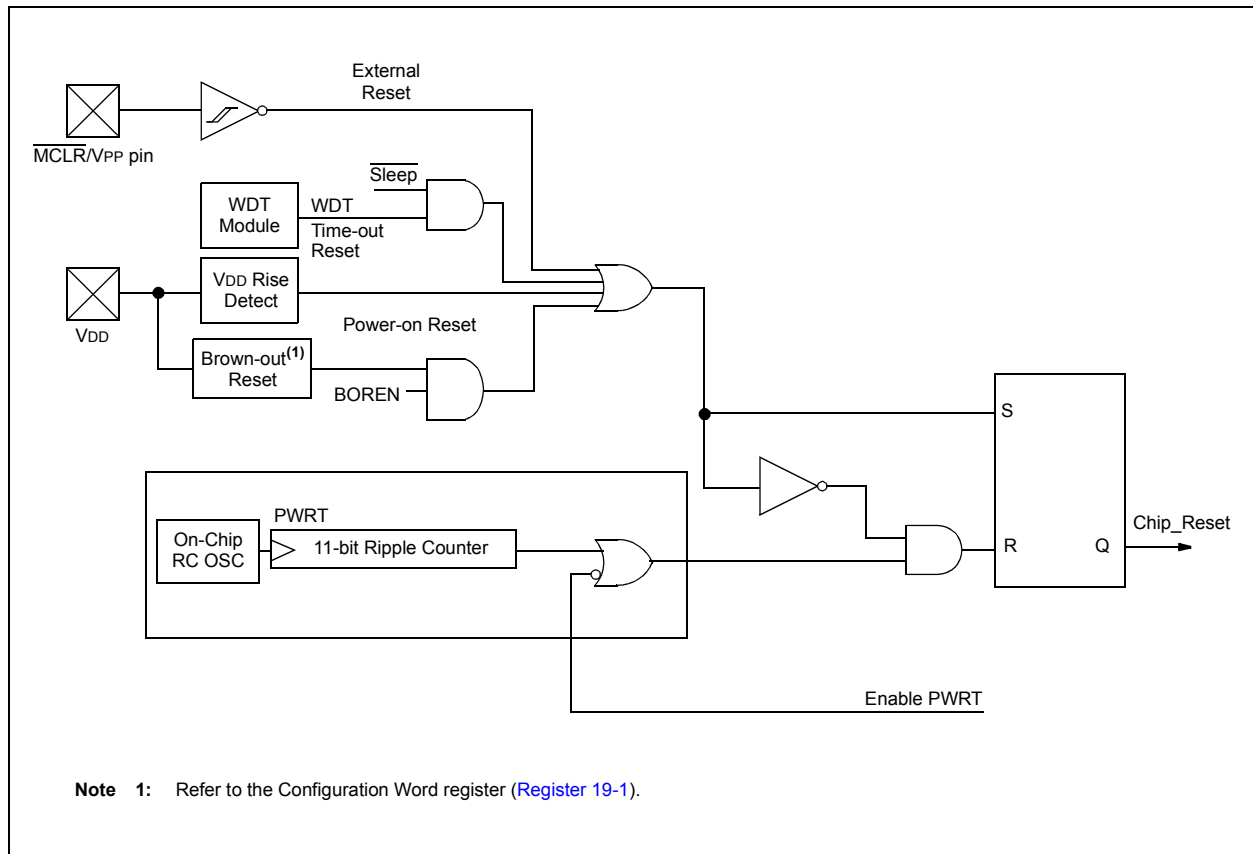 External
Reset
MCLR/VPP pin
Sleep
WDT
Module
WDT
Time-out
Reset
VDD Rise
Detect
VDD
Power-on Reset
Brown-out(1)
Reset
BOREN
S
PWRT
On-Chip
RC OSC
11-bit Ripple Counter
Chip_Reset
R
Q
Enable PWRT
Note 1: Refer to the Configuration Word register (Register 19-1).